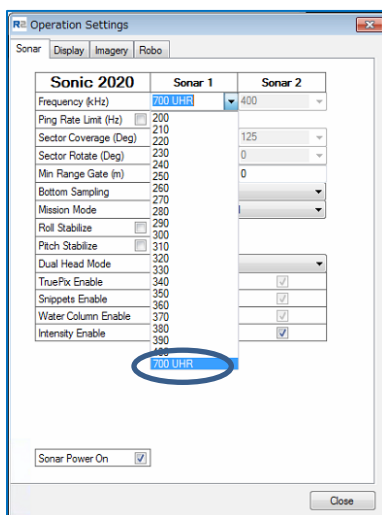 R2 Operation Settings
Sonar Display Imagery Robo
Sonic 2020 Sonar 1 Sonar 2
Frequency (kHz) 700 UHR 400
Ping Rate Limit (Hz) 200
210
Sector Coverage (Deg) 220 125
230
Sector Rotate (Deg) 0
240
Min Range Gate (m) 250 0
Bottom Sampling 260
270
Mission Mode 280
290
Roll Stabilize 300
Pitch Stabilize 310
320
Dual Head Mode 330
TruePix Enable 340
350
Snippets Enable 360
Water Column Enable 370
380
Intensity Enable 390
700 UHR
Sonar Power On
Close